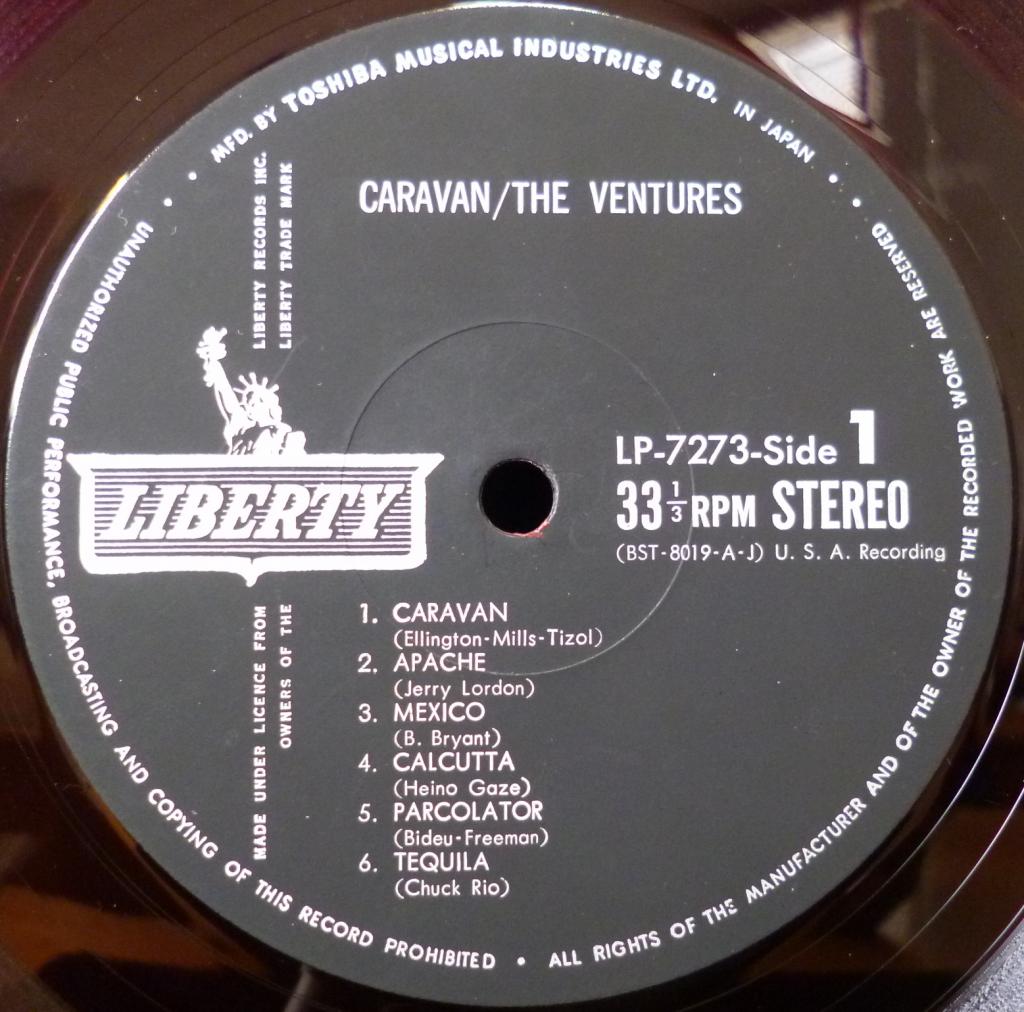 MFD. BY TOSHIBA MUSICAL INDUSTRIES LTD. IN JAPAN
LIBERTY RECORDS INC.
LIBERTY TRADE MARK
CARAVAN/THE VENTURES
LIBERTY
LP-7273-Side 1
33 1/3 RPM STEREO
(BST-8019-A-J) U. S. A. Recording
MADE UNDER LICENCE FROM
OWNERS OF THE
1. CARAVAN
(Ellington-Mills-Tizol)
2. APACHE
(Jerry Lordon)
3. MEXICO
(B. Bryant)
4. CALCUTTA
(Heino Gaze)
5. PARCOLATOR
(Bideu-Freeman)
6. TEQUILA
(Chuck Rio)
UNAUTHORIZED PUBLIC PERFORMANCE, BROADCASTING AND COPYING OF THIS RECORD PROHIBITED • ALL RIGHTS OF THE MANUFACTURER AND OF THE OWNER OF THE RECORDED WORK ARE RESERVED